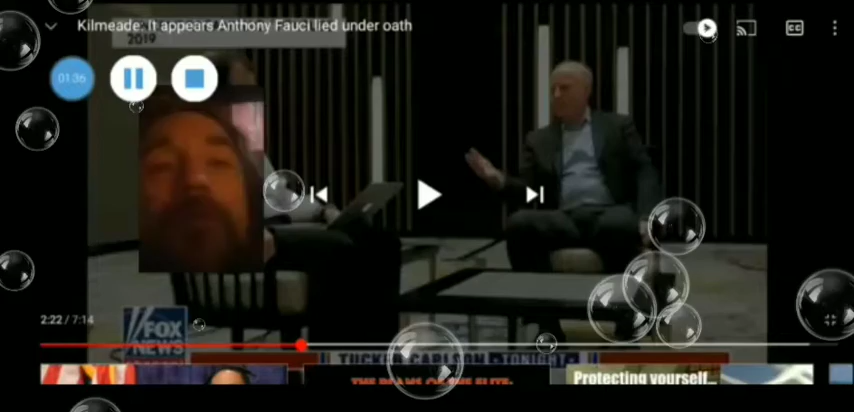 Kilmeade: It appears Anthony Fauci lied under oath
2019
01:36
2:22 / 7:14
FOX
NEWS
TUCKER CARLSON TONIGHT
Protecting yourself...